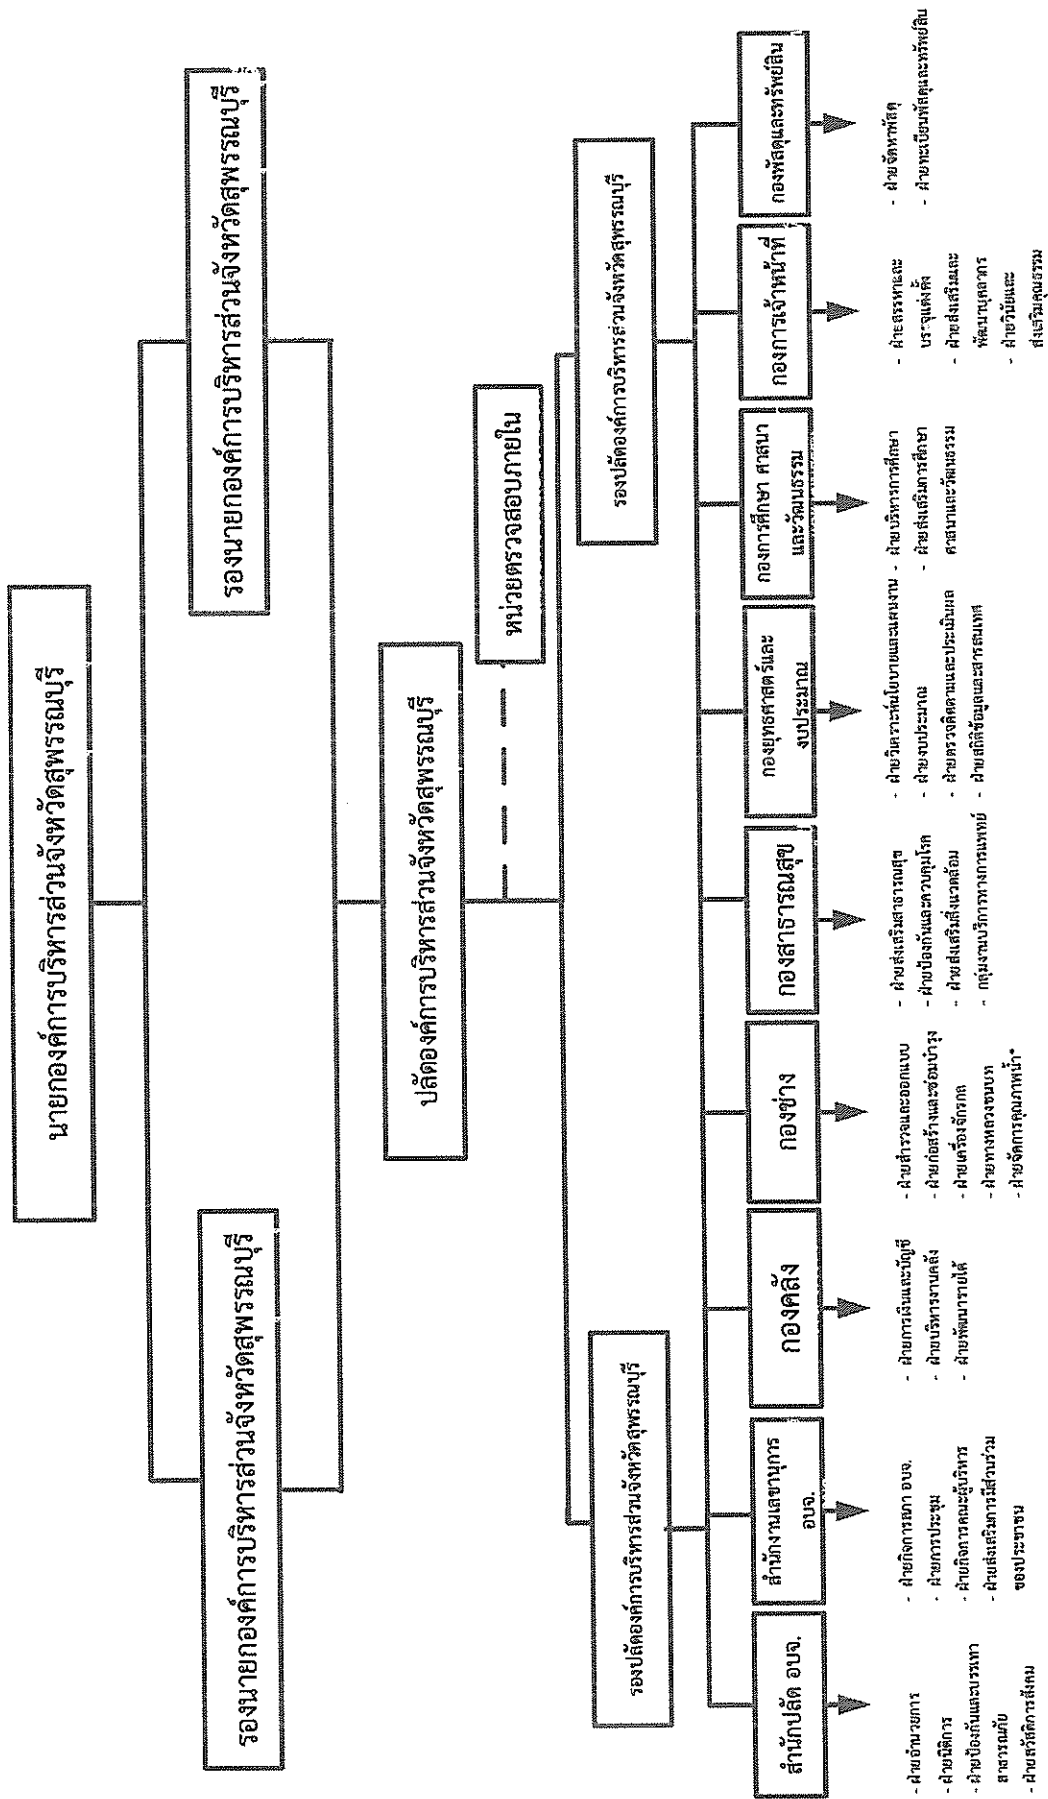 นายกองค์การบริหารส่วนจังหวัดสุพรรณบุรี
รองนายกองค์การบริหารส่วนจังหวัดสุพรรณบุรี
รองนายกองค์การบริหารส่วนจังหวัดสุพรรณบุรี
ปลัดองค์การบริหารส่วนจังหวัดสุพรรณบุรี
หน่วยตรวจสอบภายใน
รองปลัดองค์การบริหารส่วนจังหวัดสุพรรณบุรี
รองปลัดองค์การบริหารส่วนจังหวัดสุพรรณบุรี
สำนักปลัด อบจ.
- ฝ่ายอำนวยการ
- ฝ่ายนิติการ
- ฝ่ายป้องกันและบรรเทา
สาธารณภัย
- ฝ่ายสวัสดิการสังคม
สำนักงานเลขานุการ
อบจ.
- ฝ่ายกิจการสภา อบจ.
- ฝ่ายการประชุม
- ฝ่ายกิจการคณะผู้บริหาร
- ฝ่ายส่งเสริมการมีส่วนร่วม
ของประชาชน
กองคลัง
- ฝ่ายการเงินและบัญชี
- ฝ่ายบริหารงานคลัง
- ฝ่ายพัฒนารายได้
กองช่าง
- ฝ่ายสำรวจและออกแบบ
- ฝ่ายก่อสร้างและซ่อมบำรุง
- ฝ่ายเครื่องจักรกล
- ฝ่ายทางหลวงชนบท
- ฝ่ายจัดการคุณภาพน้ำ*
กองสาธารณสุข
- ฝ่ายส่งเสริมสาธารณสุข
- ฝ่ายป้องกันและควบคุมโรค
- ฝ่ายส่งเสริมสิ่งแวดล้อม
- กลุ่มงานบริการทางการแพทย์
กองยุทธศาสตร์และ
งบประมาณ
- ฝ่ายวิเคราะห์นโยบายและแผนงาน
- ฝ่ายงบประมาณ
- ฝ่ายตรวจติดตามและประเมินผล
- ฝ่ายสถิติข้อมูลและสารสนเทศ
กองการศึกษา ศาสนา
และวัฒนธรรม
- ฝ่ายบริหารการศึกษา
- ฝ่ายส่งเสริมการศึกษา
ศาสนาและวัฒนธรรม
กองการเจ้าหน้าที่
- ฝ่ายสรรหาและ
บรรจุแต่งตั้ง
- ฝ่ายส่งเสริมและ
พัฒนาบุคลากร
- ฝ่ายวินัยและ
ส่งเสริมคุณธรรม
กองพัสดุและทรัพย์สิน
- ฝ่ายจัดหาพัสดุ
- ฝ่ายทะเบียนพัสดุและทรัพย์สิน